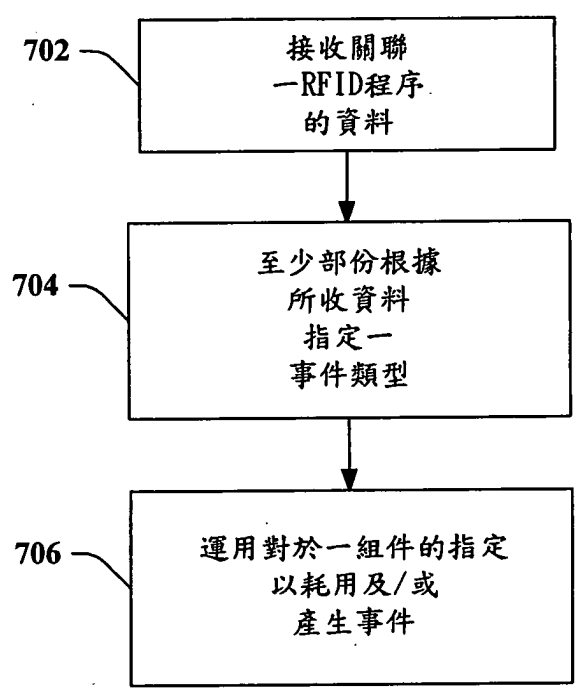 702
接收關聯
一RFID程序
的資料
704
至少部份根據
所收資料
指定一
事件類型
706
運用對於一組件的指定
以耗用及/或
產生事件